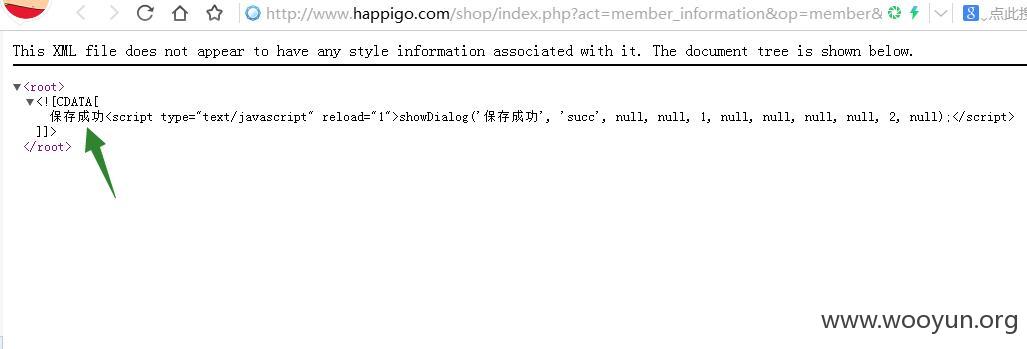 http://www.happigo.com/shop/index.php?act=member_information&op=member&
8 点此搜
This XML file does not appear to have any style information associated with it. The document tree is shown below.
▼<root>
▼<![CDATA[
保存成功<script type="text/javascript" reload="1">showDialog('保存成功', 'succ', null, null, 1, null, null, null, null, 2, null);</script>
]]>
</root>
www.wooyun.org